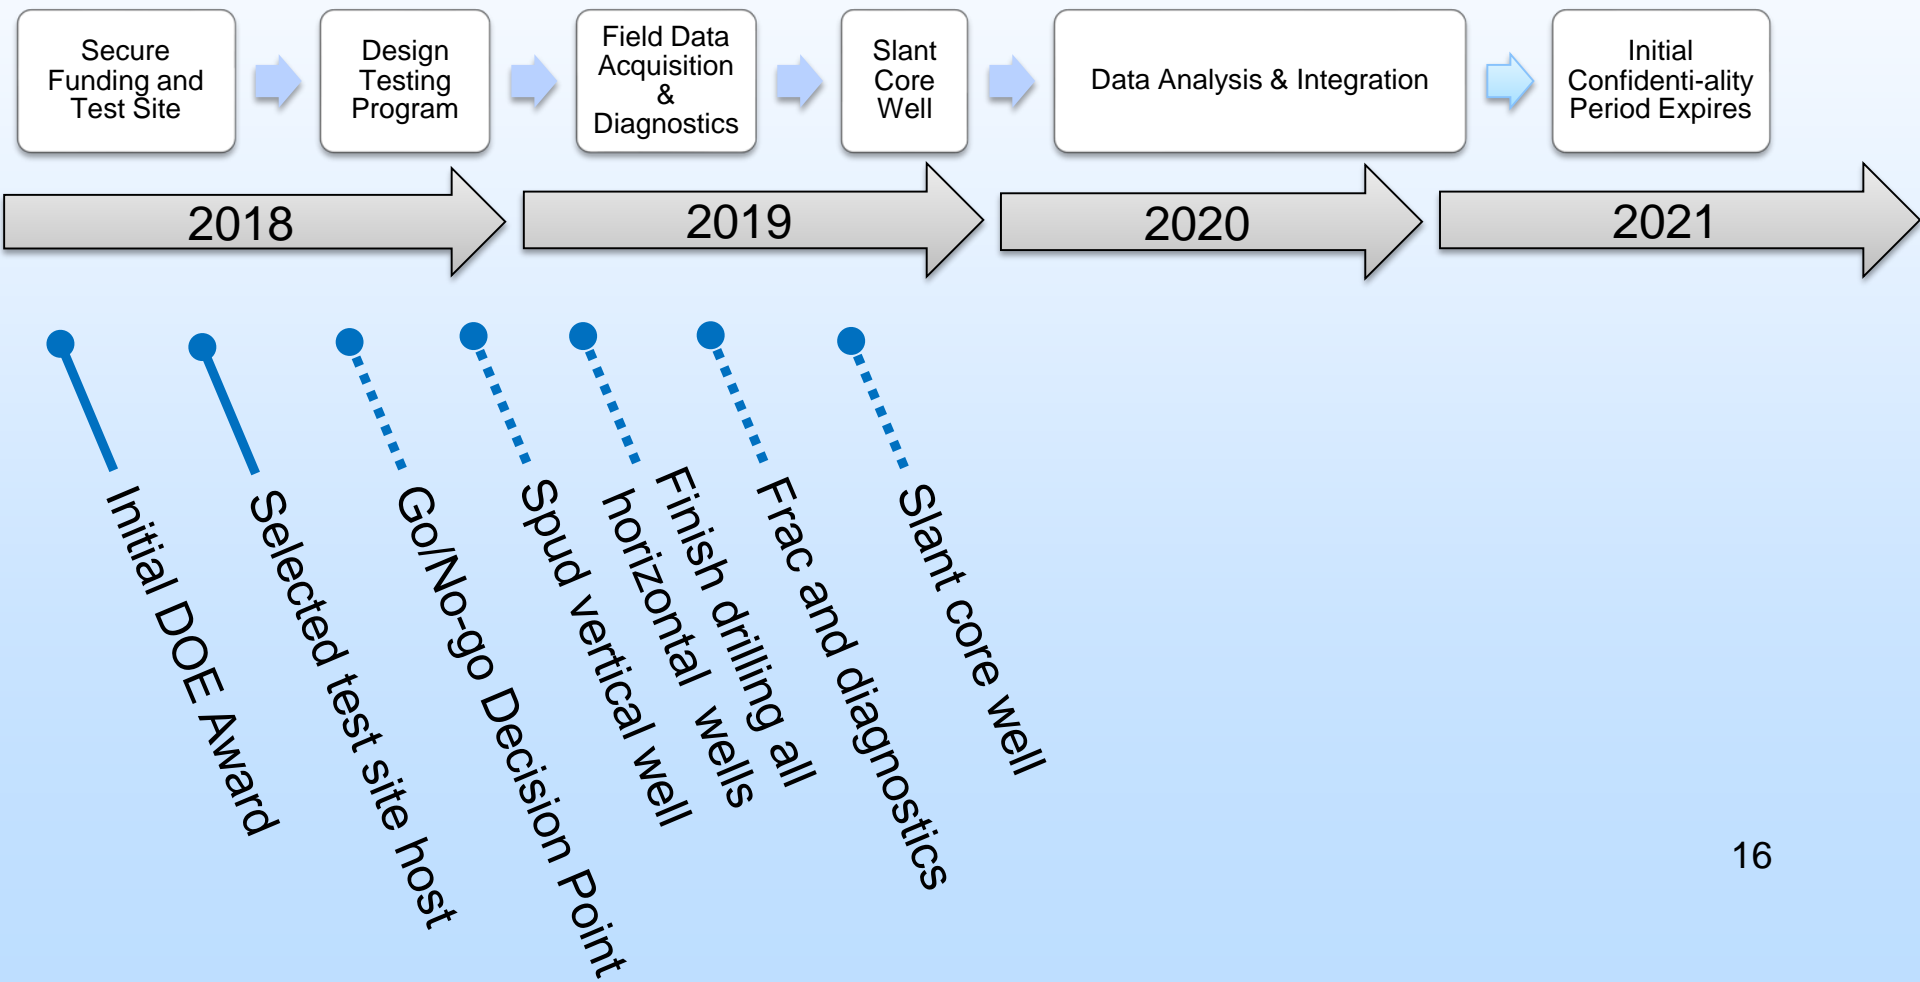 Secure
Funding and
Test Site
Design
Testing
Program
Field Data
Acquisition
&
Diagnostics
Slant
Core
Well
Data Analysis & Integration
Initial
Confidenti-ality
Period Expires
2018
2019
2020
2021
Initial DOE Award
Selected test site host
Go/No-go Decision Point
Spud vertical well
Finish drilling all
horizontal wells
Frac and diagnostics
Slant core well
16